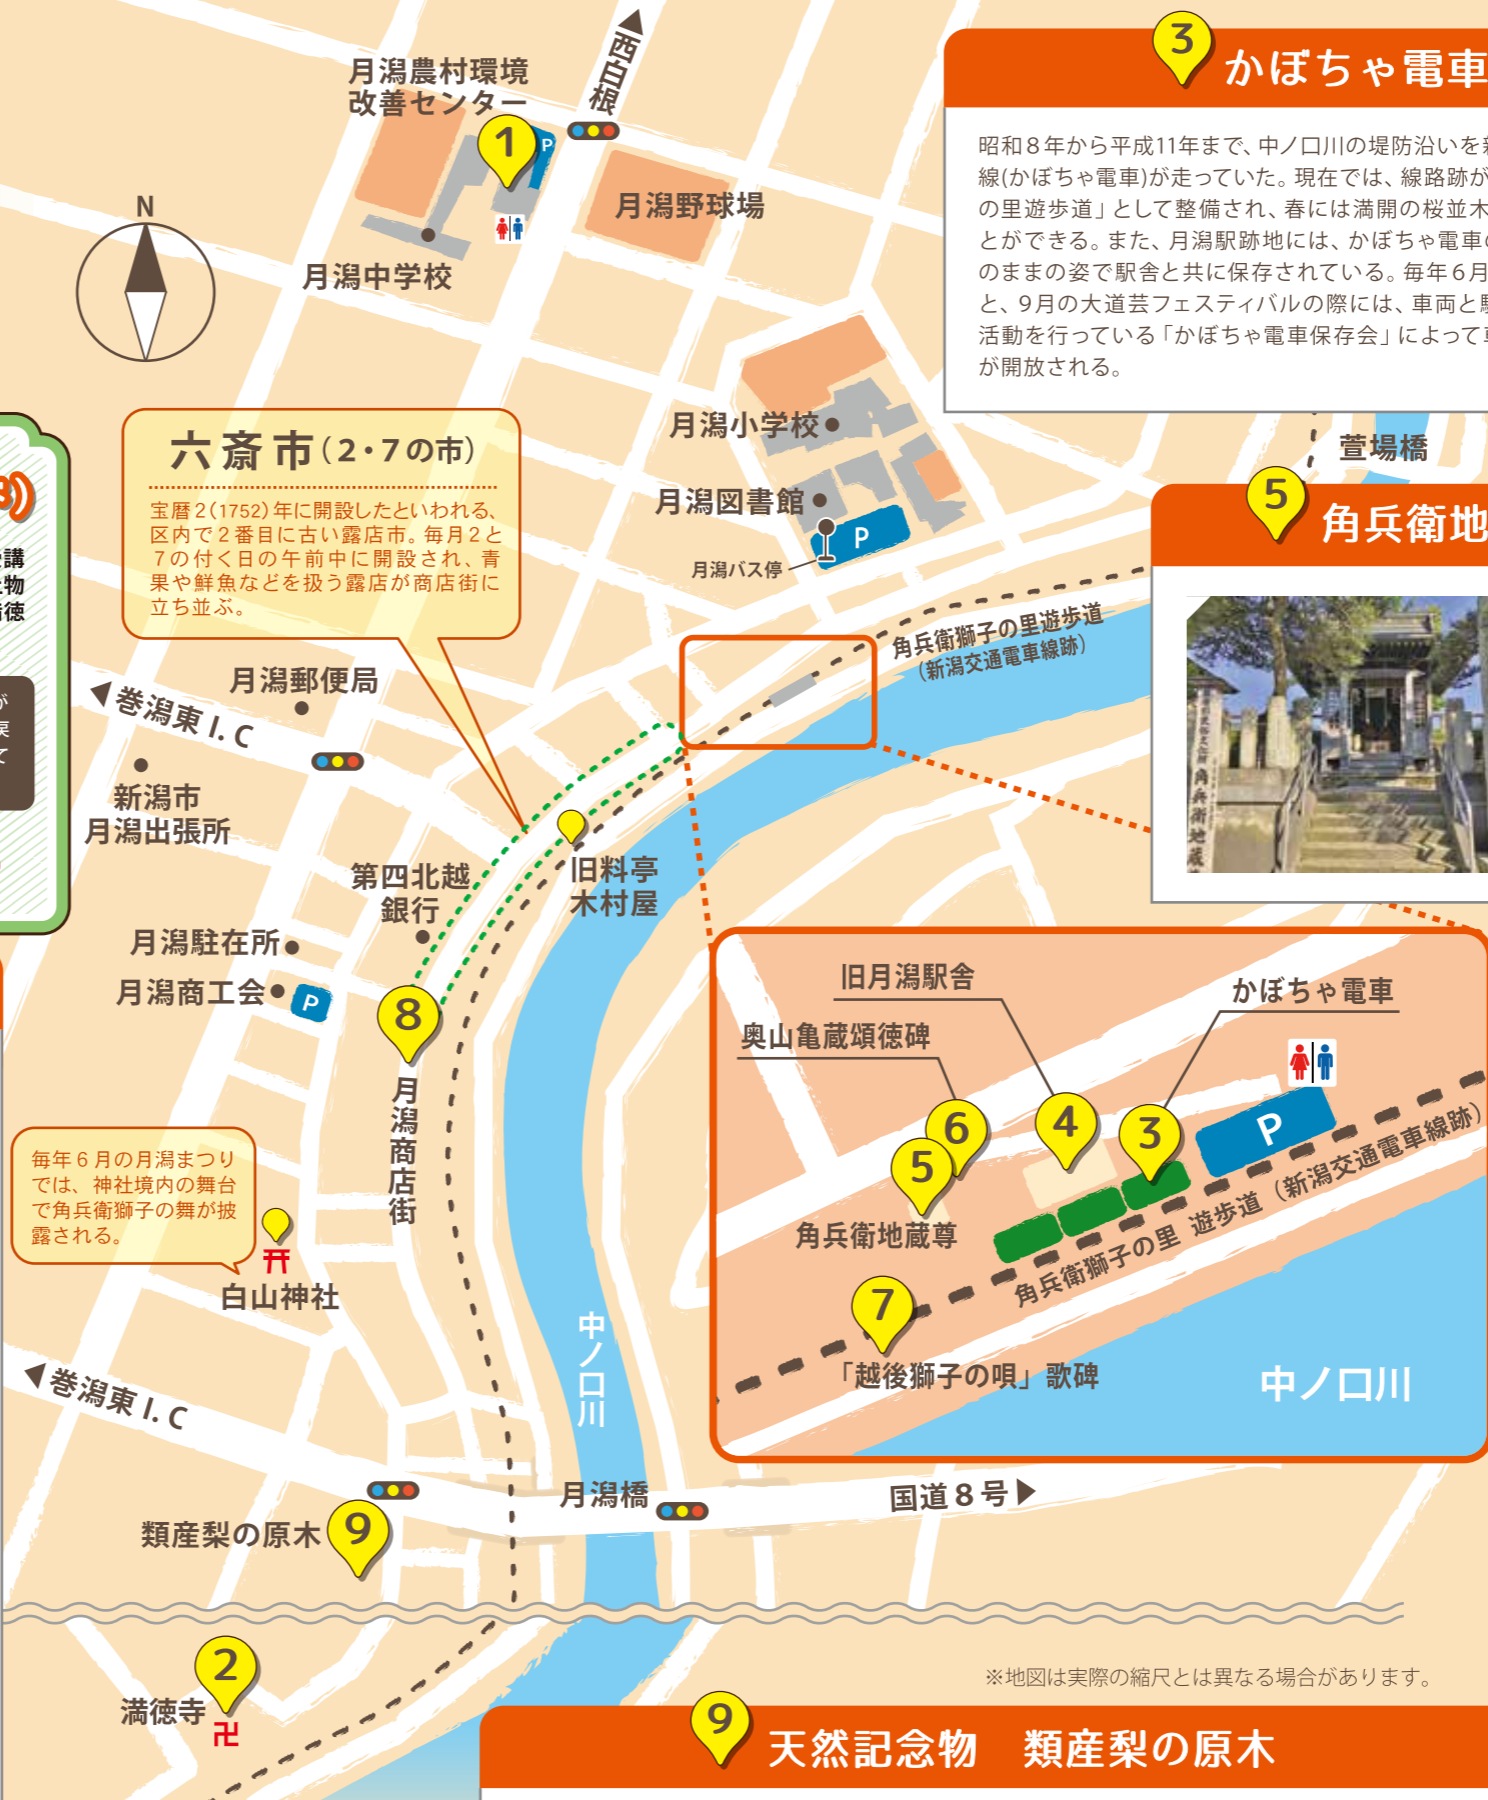 ▲西白根
月潟農村環境
改善センター
1
P
月潟野球場
月潟中学校
N
3 かぼちゃ電車
昭和8年から平成11年まで、中ノ口川の堤防沿いを新
線(かぼちゃ電車)が走っていた。現在では、線路跡が
の里遊歩道」として整備され、春には満開の桜並木
とができる。また、月潟駅跡地には、かぼちゃ電車の
のままの姿で駅舎と共に保存されている。毎年6月
と、9月の大道芸フェスティバルの際には、車両と駅
活動を行っている「かぼちゃ電車保存会」によって車
が開放される。
六斎市(2・7の市)
宝暦2(1752)年に開設したといわれる、
区内で2番目に古い露店市。毎月2と
7の付く日の午前中に開設され、青
果や鮮魚などを扱う露店が商店街に
立ち並ぶ。
月潟小学校
月潟図書館
P
月潟バス停
萱場橋
5 角兵衛地
角兵衛地蔵
講
物
徳
が
戻
て
角兵衛獅子の里遊歩道
(新潟交通電車線跡)
月潟郵便局
◀巻潟東I.C
新潟市
月潟出張所
第四北越
銀行
旧料亭
木村屋
月潟駐在所
月潟商工会
P
8
月潟商店街
旧月潟駅舎
かぼちゃ電車
奥山亀蔵頌徳碑
6
4
3
5
P
角兵衛地蔵尊
角兵衛獅子の里 遊歩道(新潟交通電車線跡)
7
「越後獅子の唄」歌碑
中ノ口川
毎年6月の月潟まつり
では、神社境内の舞台
で角兵衛獅子の舞が披
露される。
白山神社
中ノ口川
◀巻潟東I.C
月潟橋
国道8号▶
類産梨の原木
9
2
満徳寺
卍
※地図は実際の縮尺とは異なる場合があります。
9 天然記念物 類産梨の原木